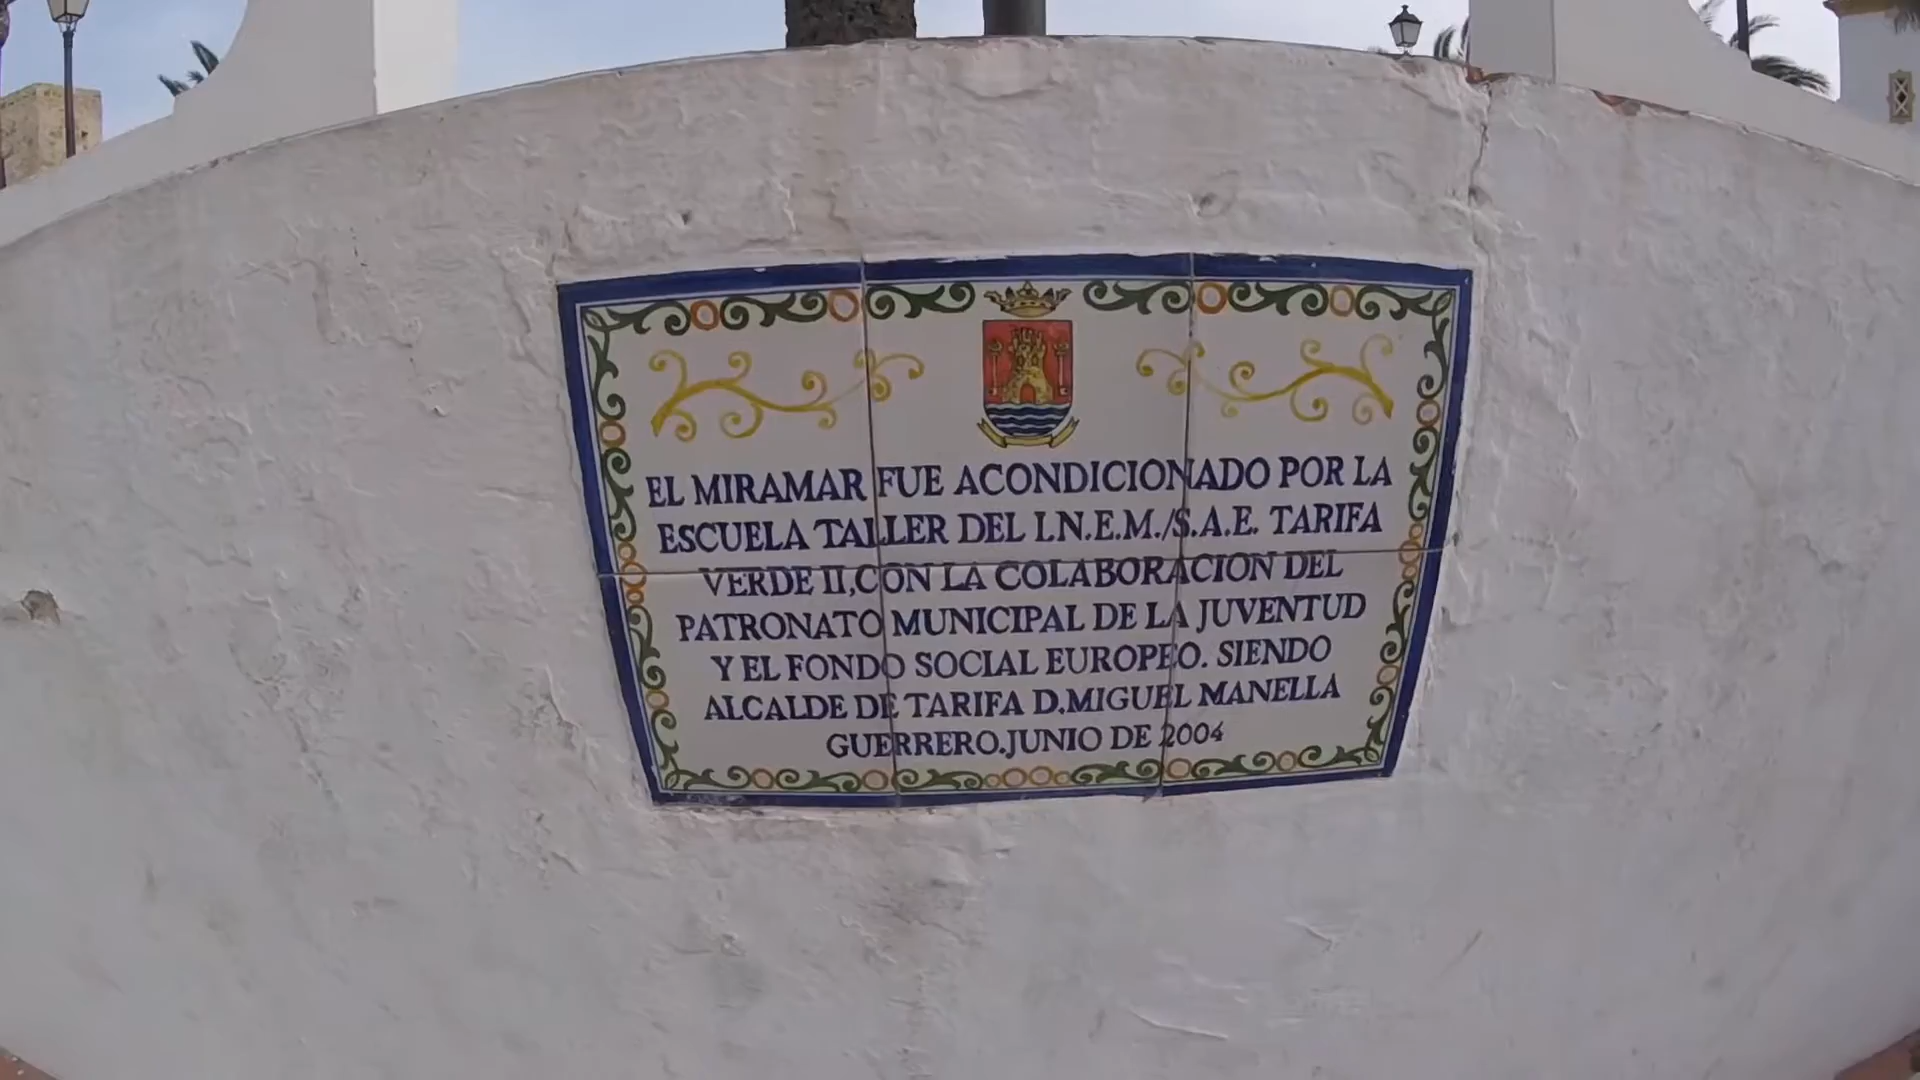 EL MIRAMAR FUE ACONDICIONADO POR LA
ESCUELA TALLER DEL I.N.E.M./S.A.E. TARIFA
VERDE II,CON LA COLABORACION DEL
PATRONATO MUNICIPAL DE LA JUVENTUD
Y EL FONDO SOCIAL EUROPEO. SIENDO
ALCALDE DE TARIFA D.MIGUEL MANELLA
GUERRERO.JUNIO DE 2004